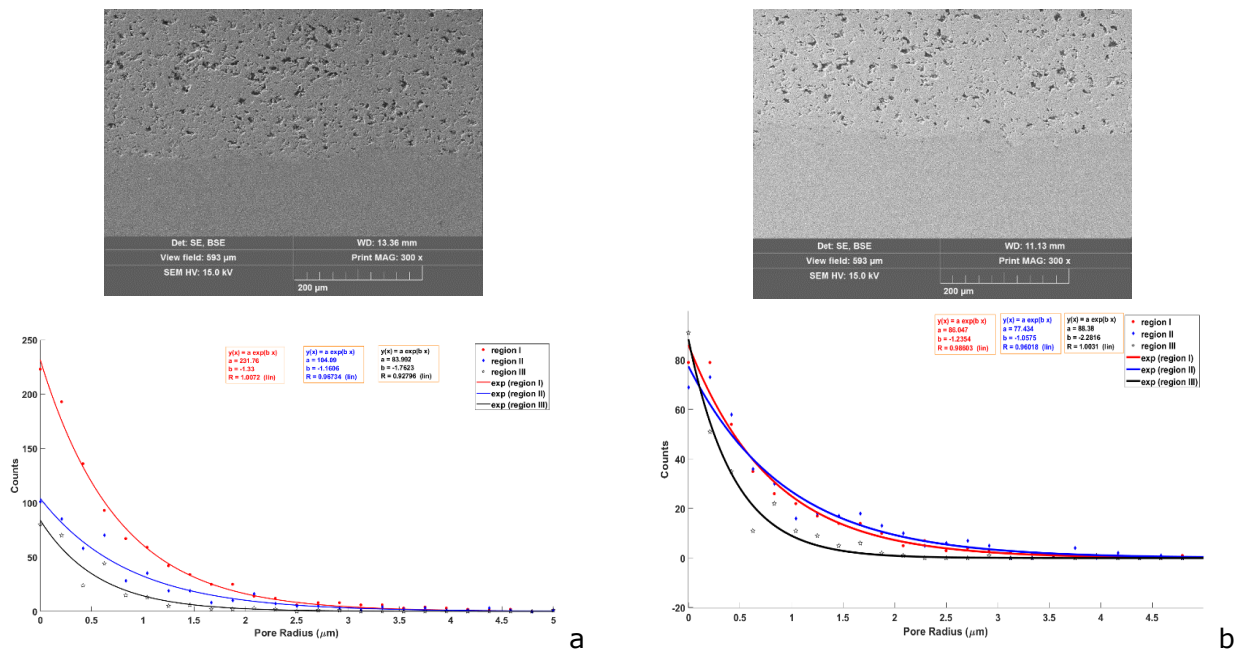 Det: SE, BSE
WD: 13.36 mm
View field: 593 µm
Print MAG: 300 x
SEM HV: 15.0 kV
200 µm
y(x) = a exp(b x)
a = 231.76
b = -1.33
R = 1.0072 (lin)
y(x) = a exp(b x)
a = 104.09
b = -1.1606
R = 0.96734 (lin)
y(x) = a exp(b x)
a = 83.992
b = -1.7623
R = 0.92796 (lin)
region I
region II
region III
exp (region I)
exp (region II)
exp (region III)
250
200
150
100
50
0
Counts
0 0.5 1 1.5 2 2.5 3 3.5 4 4.5 5
Pore Radius (μm)
a
Det: SE, BSE
WD: 11.13 mm
View field: 593 µm
Print MAG: 300 x
SEM HV: 15.0 kV
200 µm
y(x) = a exp(b x)
a = 86.047
b = -1.2354
R = 0.98603 (lin)
y(x) = a exp(b x)
a = 77.434
b = -1.0575
R = 0.96018 (lin)
y(x) = a exp(b x)
a = 88.38
b = -2.2816
R = 1.0031 (lin)
region I
region II
region III
exp (region I)
exp (region II)
exp (region III)
80
60
40
20
0
-20
Counts
0 0.5 1 1.5 2 2.5 3 3.5 4 4.5
Pore Radius (μm)
b